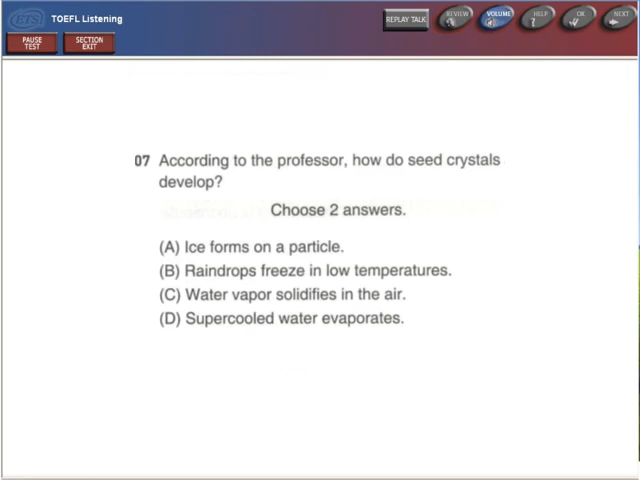 ETS TOEFL Listening
REPLAY TALK
REVIEW
VOLUME
HELP
?
OK
NEXT
PAUSE
TEST
SECTION
EXIT
07 According to the professor, how do seed crystals
develop?
Choose 2 answers.
(A) Ice forms on a particle.
(B) Raindrops freeze in low temperatures.
(C) Water vapor solidifies in the air.
(D) Supercooled water evaporates.